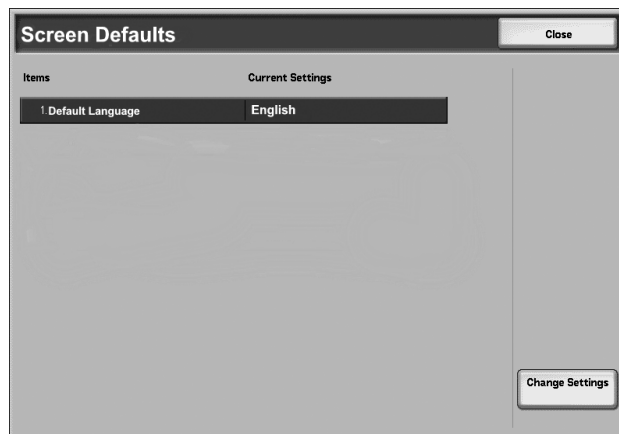 Screen Defaults
Close
Items Current Settings
1.Default Language English
Change Settings